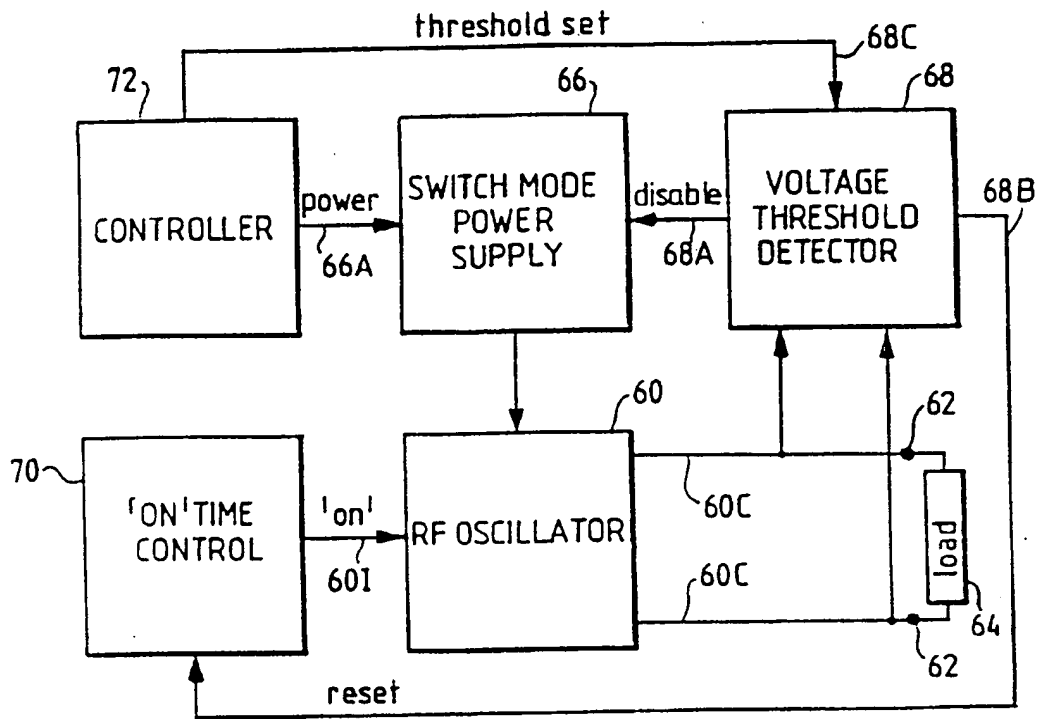 threshold set
68C
72
66
68
CONTROLLER
power
66A
SWITCH MODE
POWER
SUPPLY
disable
68A
VOLTAGE
THRESHOLD
DETECTOR
68B
60
62
70
'ON' TIME
CONTROL
'on'
60I
RF OSCILLATOR
60C
60C
load
64
62
reset